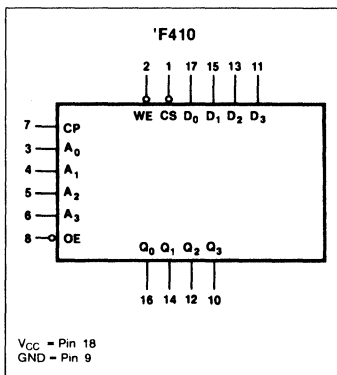 'F410
2 1 17 15 13 11
WE CS D0 D1 D2 D3
7 CP
3 A0
4 A1
5 A2
6 A3
8 OE
Q0 Q1 Q2 Q3
16 14 12 10
VCC = Pin 18
GND = Pin 9